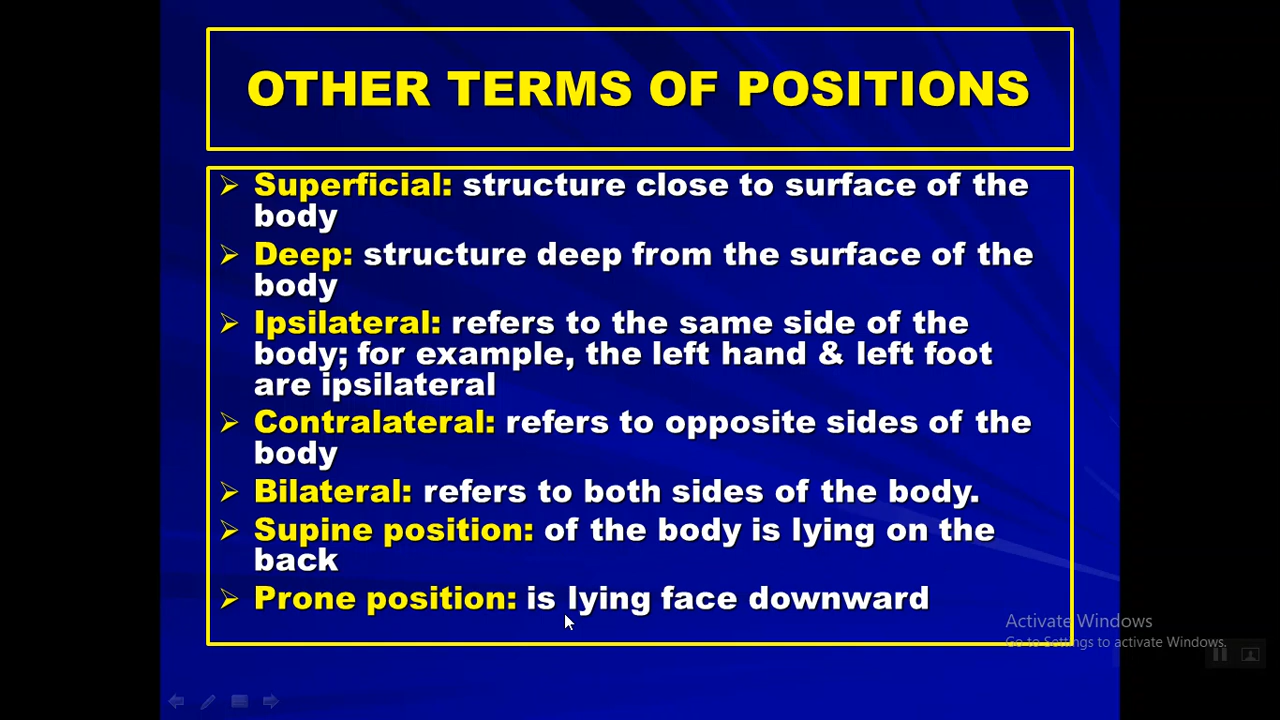 OTHER TERMS OF POSITIONS
Superficial: structure close to surface of the
body
Deep: structure deep from the surface of the
body
Ipsilateral: refers to the same side of the
body; for example, the left hand & left foot
are ipsilateral
Contralateral: refers to opposite sides of the
body
Bilateral: refers to both sides of the body.
Supine position: of the body is lying on the
back
Prone position: is lying face downward
Activate Windows
Go to Settings to activate Windows.